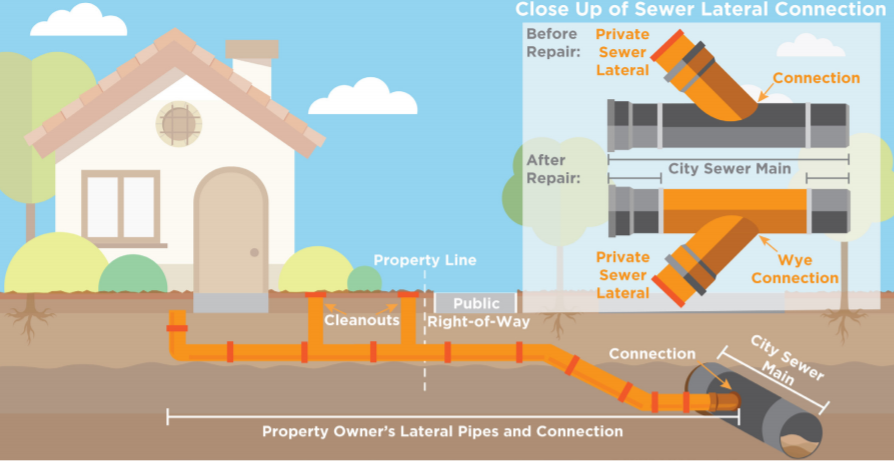 Close Up of Sewer Lateral Connection
Before
Repair:
Private
Sewer
Lateral
Connection
City Sewer Main
After
Repair:
Private
Sewer
Lateral
Wye
Connection
Property Line
Public
Right-of-Way
Cleanouts
Connection
City Sewer
Main
Property Owner's Lateral Pipes and Connection